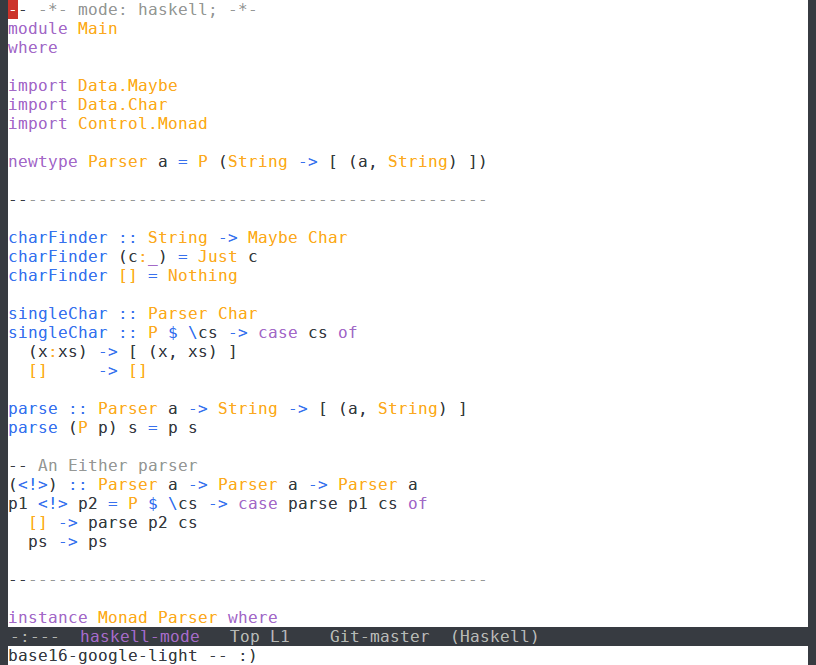 -- -*- mode: haskell; -*-
module Main
where

import Data.Maybe
import Data.Char
import Control.Monad

newtype Parser a = P (String -> [ (a, String) ])

------------------------------------------------

charFinder :: String -> Maybe Char
charFinder (c:_) = Just c
charFinder [] = Nothing

singleChar :: Parser Char
singleChar :: P $ \cs -> case cs of
  (x:xs) -> [ (x, xs) ]
  []     -> []

parse :: Parser a -> String -> [ (a, String) ]
parse (P p) s = p s

-- An Either parser
(<!>) :: Parser a -> Parser a -> Parser a
p1 <!> p2 = P $ \cs -> case parse p1 cs of
  [] -> parse p2 cs
  ps -> ps

------------------------------------------------

instance Monad Parser where
-:---  haskell-mode   Top L1    Git-master  (Haskell)
base16-google-light -- :)